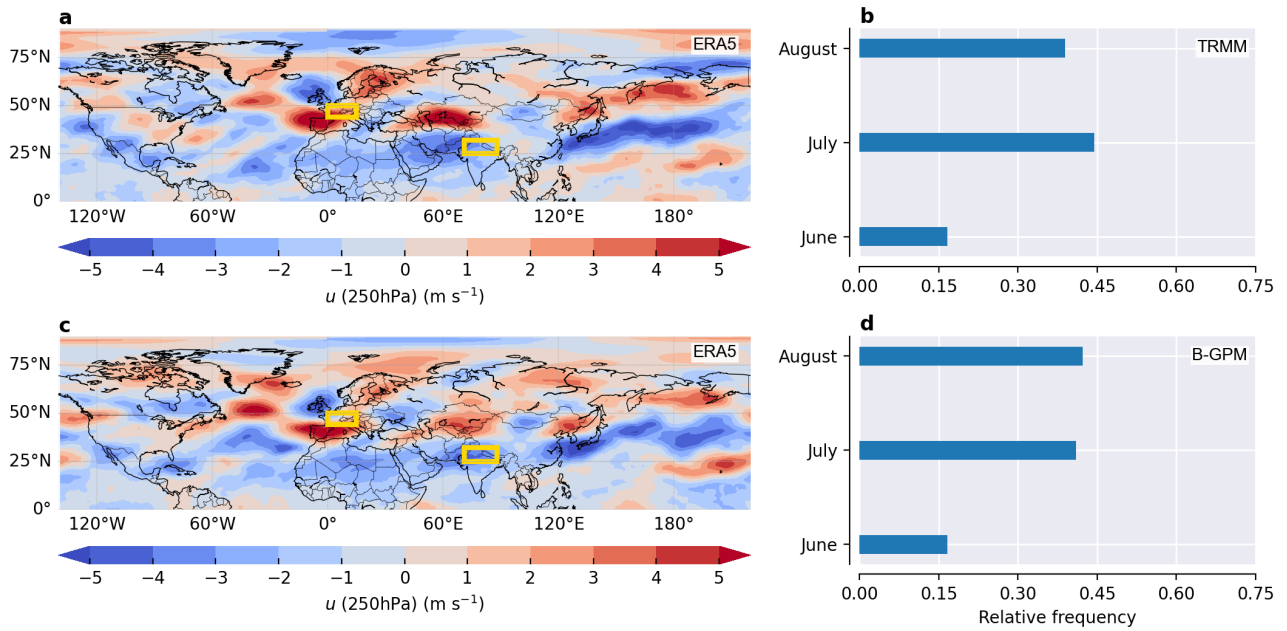 a
ERA5
75°N
50°N
25°N
0°
120°W 60°W 0° 60°E 120°E 180°
−5 −4 −3 −2 −1 0 1 2 3 4 5
u (250hPa) (m s⁻¹)
b
TRMM
August
July
June
0.00 0.15 0.30 0.45 0.60 0.75
c
ERA5
75°N
50°N
25°N
0°
120°W 60°W 0° 60°E 120°E 180°
−5 −4 −3 −2 −1 0 1 2 3 4 5
u (250hPa) (m s⁻¹)
d
B-GPM
August
July
June
0.00 0.15 0.30 0.45 0.60 0.75
Relative frequency